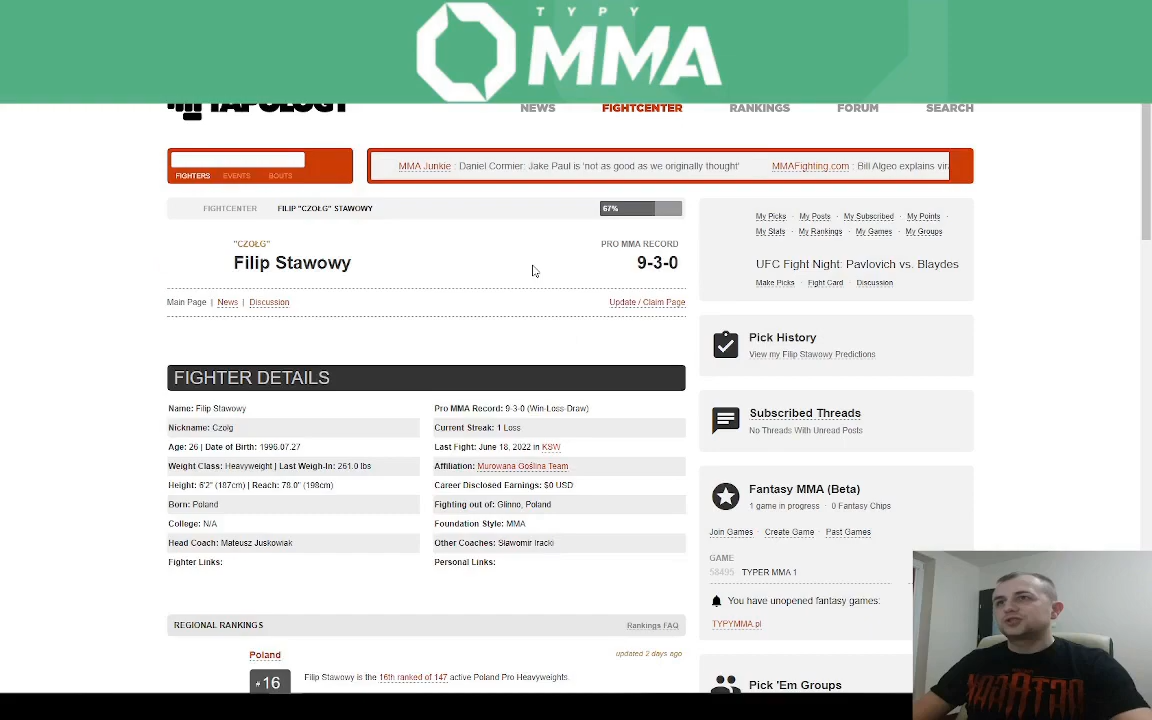 TYPY
MMA
TAPOLOGY
NEWS FIGHTCENTER RANKINGS FORUM SEARCH
MMA Junkie : Daniel Cormier: Jake Paul is 'not as good as we originally thought' MMAFighting.com : Bill Algeo explains vir
FIGHTERS EVENTS BOUTS
FIGHTCENTER FILIP "CZOŁG" STAWOWY 67%
"CZOŁG" PRO MMA RECORD
Filip Stawowy 9-3-0
Main Page | News | Discussion Update / Claim Page
My Picks · My Posts · My Subscribed · My Points ·
My Stats · My Rankings · My Games · My Groups
UFC Fight Night: Pavlovich vs. Blaydes
Make Picks · Fight Card · Discussion
Pick History
View my Filip Stawowy Predictions
FIGHTER DETAILS
Name: Filip Stawowy Pro MMA Record: 9-3-0 (Win-Loss-Draw)
Nickname: Czolg Current Streak: 1 Loss
Age: 26 | Date of Birth: 1996.07.27 Last Fight: June 18, 2022 in KSW
Weight Class: Heavyweight | Last Weigh-In: 261.0 lbs Affiliation: Murowana Goślina Team
Height: 6'2" (187cm) | Reach: 78.0" (198cm) Career Disclosed Earnings: $0 USD
Born: Poland Fighting out of: Glinno, Poland
College: N/A Foundation Style: MMA
Head Coach: Mateusz Juskowiak Other Coaches: Sławomir Iracki
Fighter Links: Personal Links:
Subscribed Threads
No Threads With Unread Posts
Fantasy MMA (Beta)
1 game in progress · 0 Fantasy Chips
Join Games · Create Game · Past Games
GAME
58495 TYPER MMA 1
You have unopened fantasy games:
TYPYMMA.pl
REGIONAL RANKINGS Rankings FAQ
Poland updated 2 days ago
#16 Filip Stawowy is the 16th ranked of 147 active Poland Pro Heavyweights.
Pick 'Em Groups